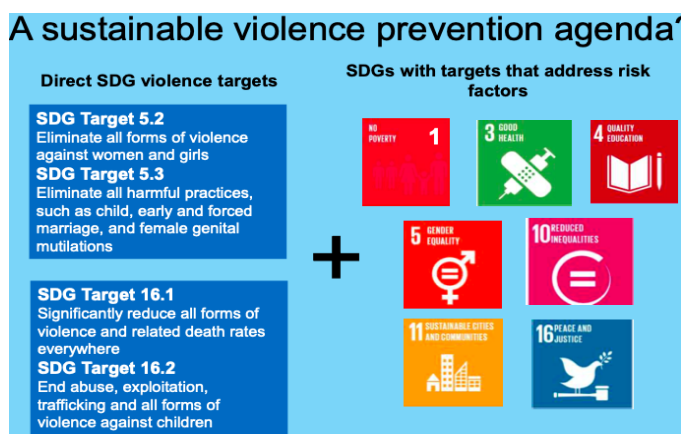 A sustainable violence prevention agenda?
Direct SDG violence targets
SDG Target 5.2
Eliminate all forms of violence
against women and girls
SDG Target 5.3
Eliminate all harmful practices,
such as child, early and forced
marriage, and female genital
mutilations
SDG Target 16.1
Significantly reduce all forms of
violence and related death rates
everywhere
SDG Target 16.2
End abuse, exploitation,
trafficking and all forms of
violence against children
+
SDGs with targets that address risk
factors
NO
POVERTY 1
3 GOOD
HEALTH
4 QUALITY
EDUCATION
5 GENDER
EQUALITY
10 REDUCED
INEQUALITIES
11 SUSTAINABLE CITIES
AND COMMUNITIES
16 PEACE AND
JUSTICE